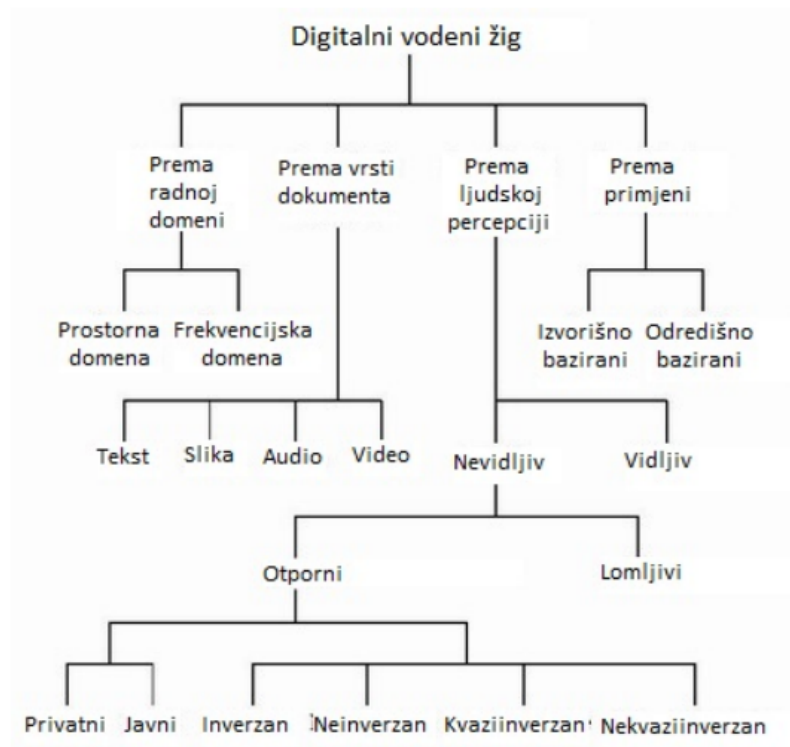 Digitalni vodeni žig
Prema
radnoj
domeni
Prema vrsti
dokumenta
Prema
ljudskoj
percepciji
Prema
primjeni
Prostorna
domena
Frekvencijska
domena
Izvorišno
bazirani
Odredišno
bazirani
Tekst
Slika
Audio
Video
Nevidljiv
Vidljiv
Otporni
Lomljivi
Privatni
Javni
Inverzan
Neinverzan
Kvaziinverzan
Nekvaziinverzan